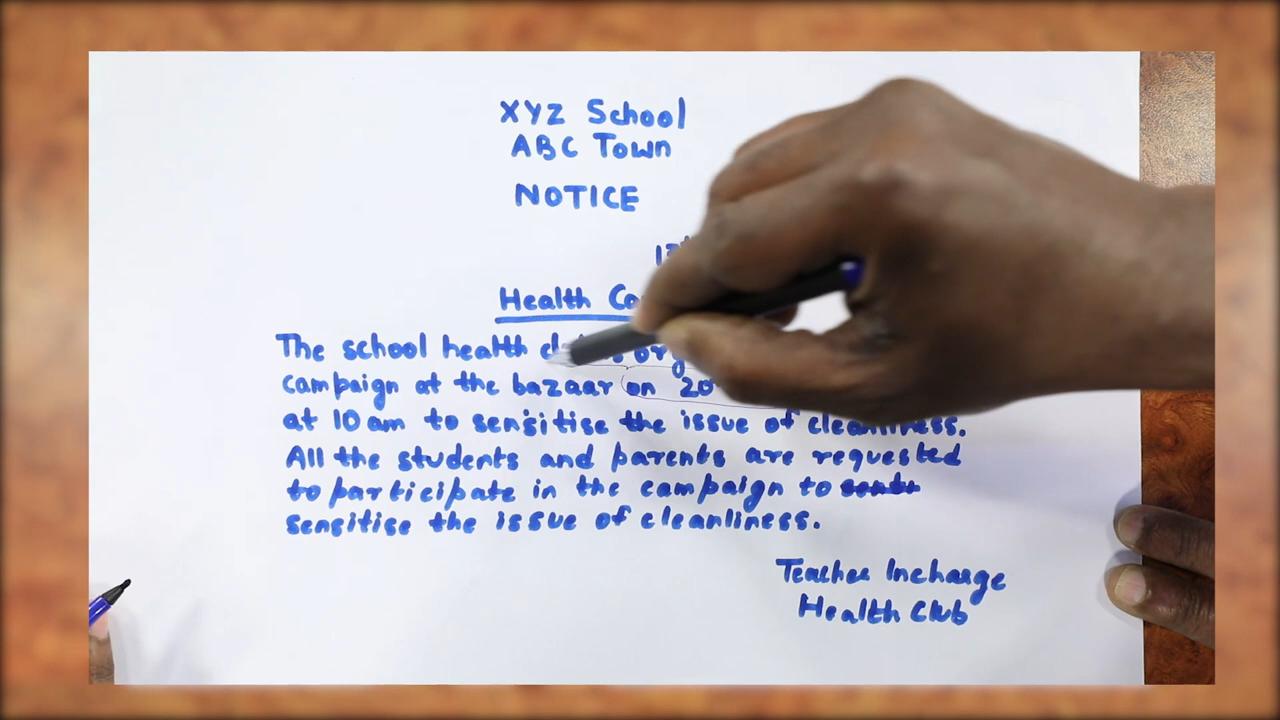 XYZ School
ABC Town
NOTICE
Health
The school health
campaign at the bazaar on 20
at 10 am to sensitise the issue of cleanliness.
All the students and parents are requested
to participate in the campaign to
sensitise the issue of cleanliness.
Teacher Incharge
Health Club